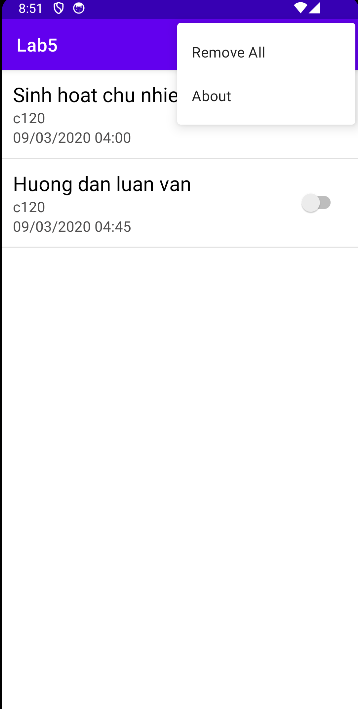 8:51
Lab5
Remove All
About
Sinh hoat chu nhie
c120
09/03/2020 04:00
Huong dan luan van
c120
09/03/2020 04:45